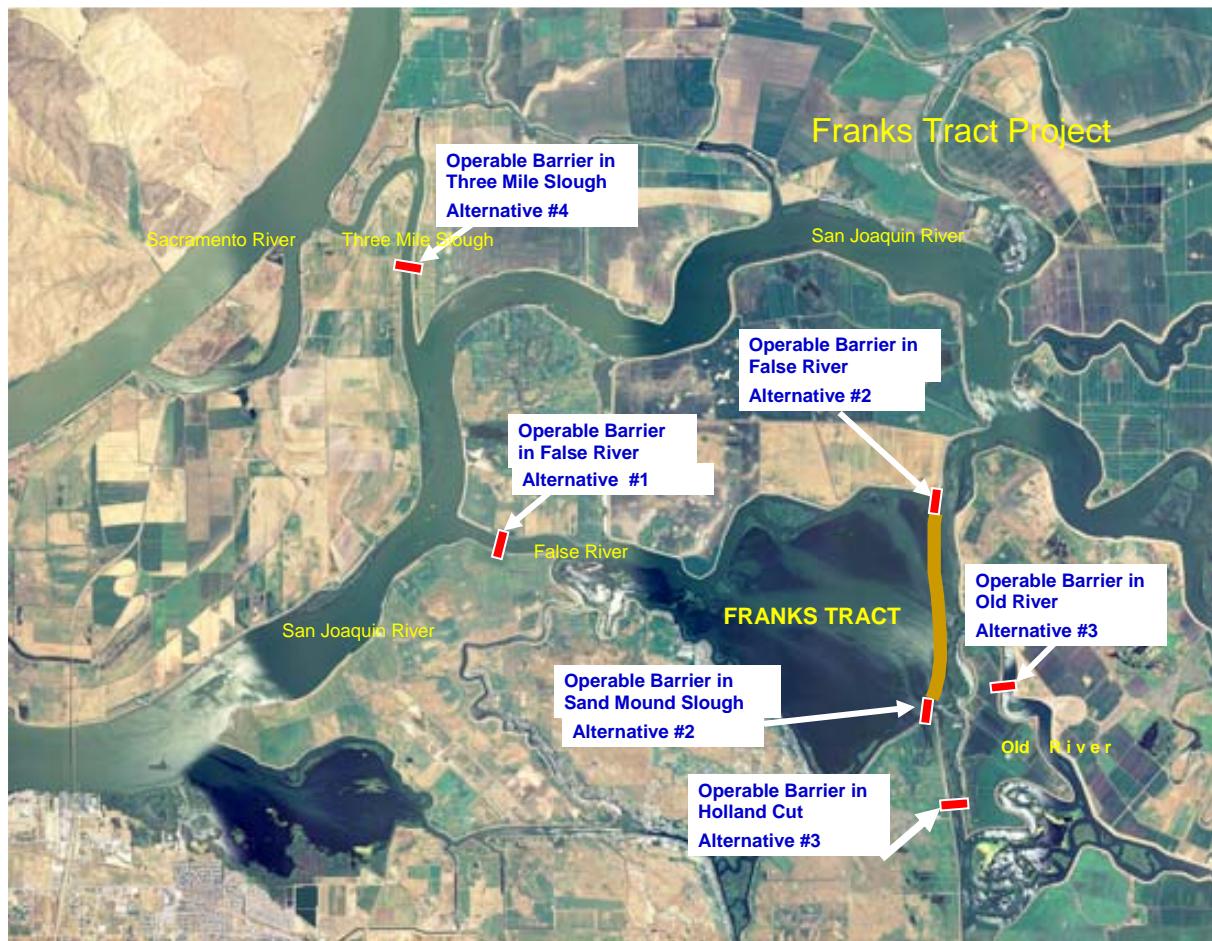 Franks Tract Project
Operable Barrier in
Three Mile Slough
Alternative #4
Sacramento River
Three Mile Slough
San Joaquin River
Operable Barrier in
False River
Alternative #2
Operable Barrier
in False River
Alternative #1
False River
FRANKS TRACT
Operable Barrier in
Old River
Alternative #3
San Joaquin River
Operable Barrier in
Sand Mound Slough
Alternative #2
Old River
Operable Barrier in
Holland Cut
Alternative #3